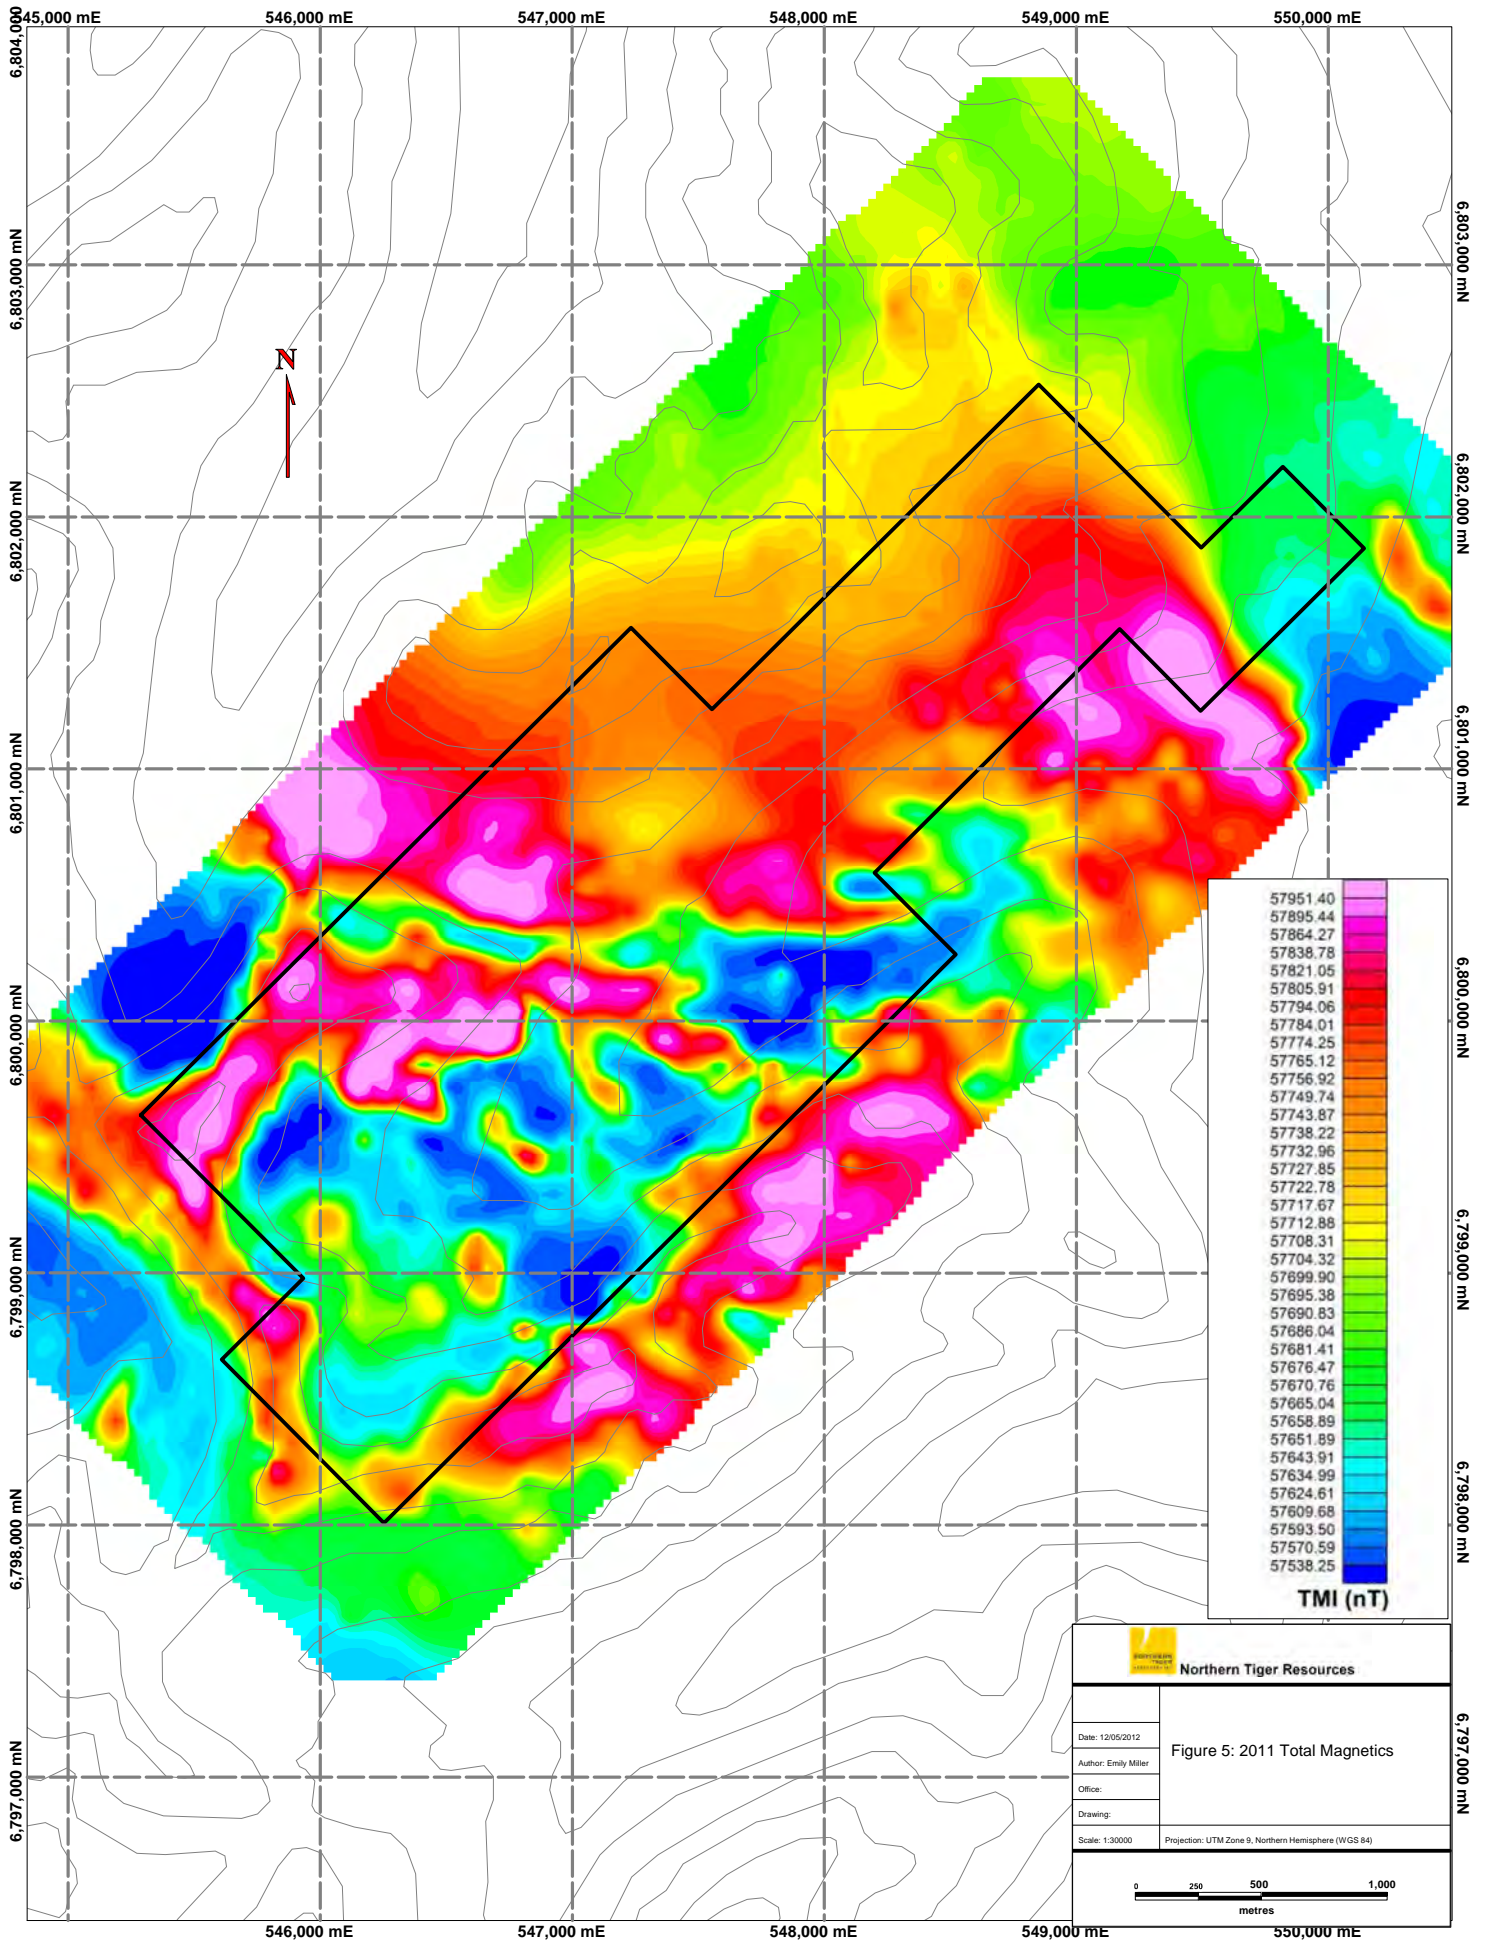 545,000 mE
546,000 mE
547,000 mE
548,000 mE
549,000 mE
550,000 mE
6,804,000
6,803,000 mN
6,802,000 mN
6,801,000 mN
6,800,000 mN
6,799,000 mN
6,798,000 mN
6,797,000 mN
N
6,803,000 mN
6,802,000 mN
6,801,000 mN
6,800,000 mN
6,799,000 mN
6,798,000 mN
6,797,000 mN
57951.40
57895.44
57864.27
57838.78
57821.05
57805.91
57794.06
57784.01
57774.25
57765.12
57756.92
57749.74
57743.87
57738.22
57732.96
57727.85
57722.78
57717.67
57712.88
57708.31
57704.32
57699.90
57695.38
57690.83
57686.04
57681.41
57676.47
57670.76
57665.04
57658.89
57651.89
57643.91
57634.99
57624.61
57609.68
57593.50
57570.59
57538.25
TMI (nT)
Northern Tiger Resources
Date: 12/05/2012
Author: Emily Miller
Office:
Drawing:
Scale: 1:30000
Figure 5: 2011 Total Magnetics
Projection: UTM Zone 9, Northern Hemisphere (WGS 84)
0 250 500 1,000
metres
546,000 mE
547,000 mE
548,000 mE
549,000 mE
550,000 mE